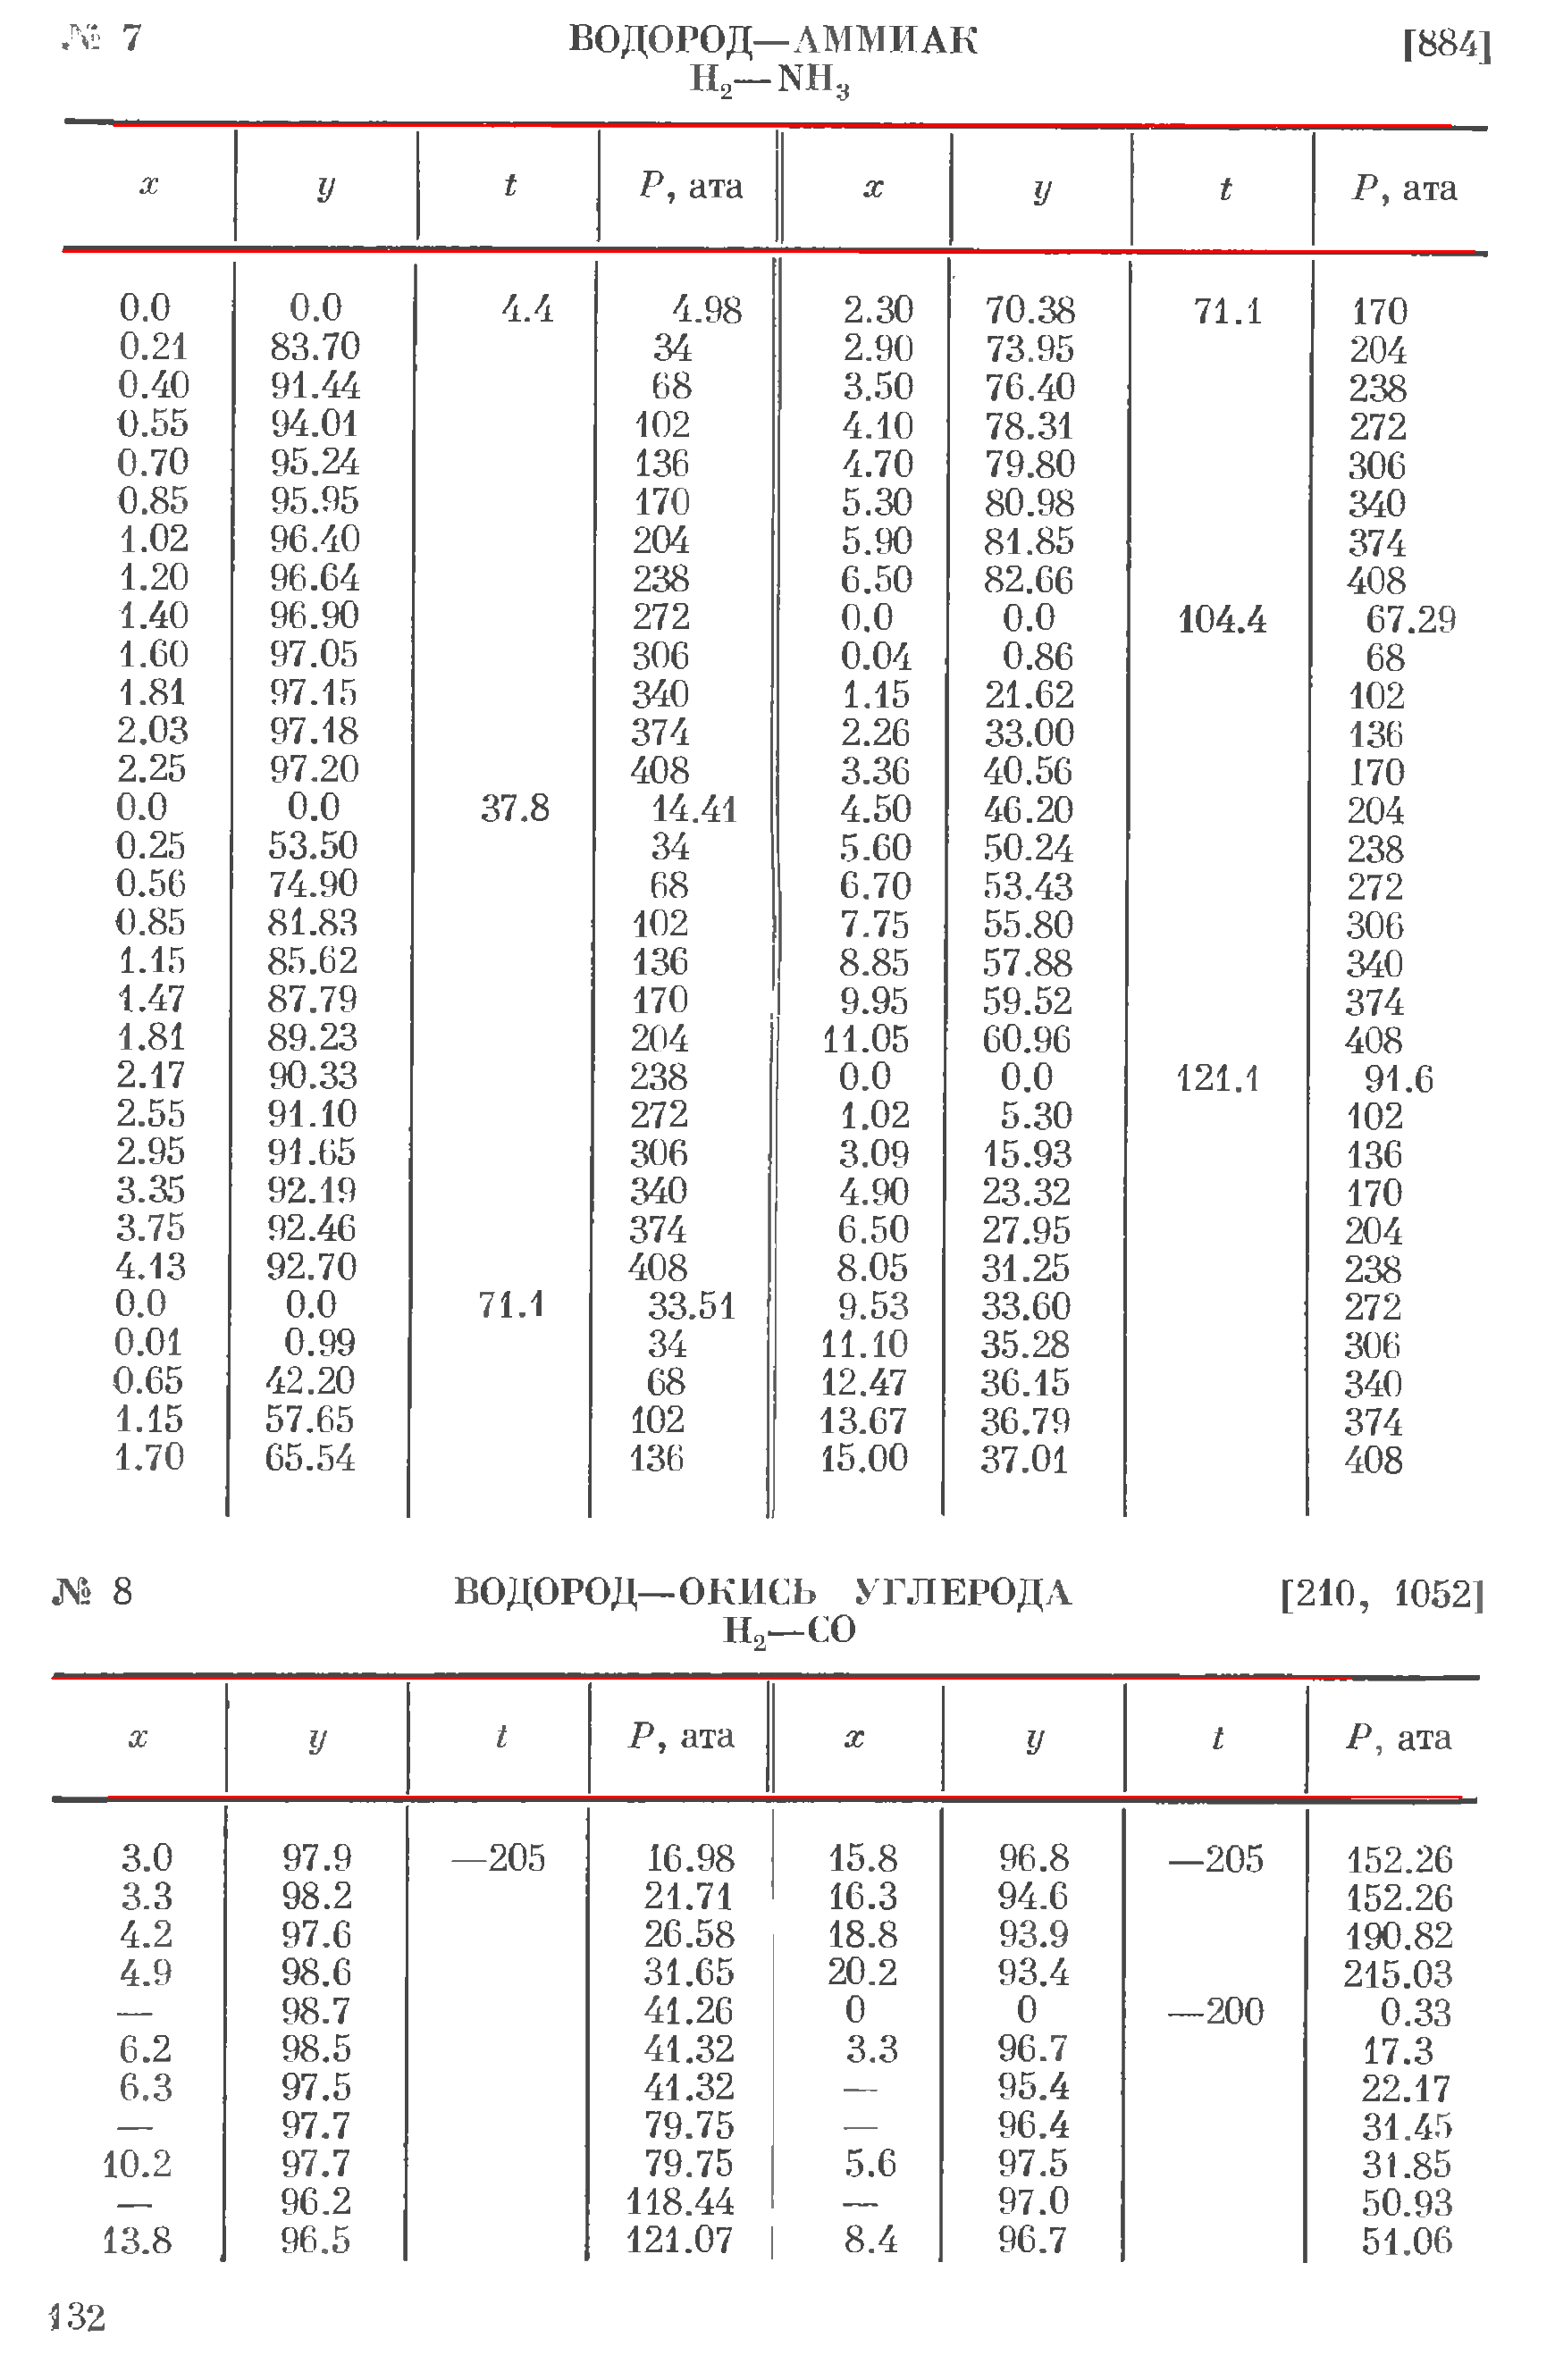 № 7 ВОДОРОД—АММИАК [884]
H₂—NH₃
x y t P, ата x y t P, ата
0.0 0.0 4.4 4.98 2.30 70.38 71.1 170
0.21 83.70 34 2.90 73.95 204
0.40 91.44 68 3.50 76.40 238
0.55 94.01 102 4.10 78.31 272
0.70 95.24 136 4.70 79.80 306
0.85 95.95 170 5.30 80.98 340
1.02 96.40 204 5.90 81.85 374
1.20 96.64 238 6.50 82.66 408
1.40 96.90 272 0.0 0.0 104.4 67.29
1.60 97.05 306 0.04 0.86 68
1.81 97.15 340 1.15 21.62 102
2.03 97.18 374 2.26 33.00 136
2.25 97.20 408 3.36 40.56 170
0.0 0.0 37.8 14.41 4.50 46.20 204
0.25 53.50 34 5.60 50.24 238
0.56 74.90 68 6.70 53.43 272
0.85 81.83 102 7.75 55.80 306
1.15 85.62 136 8.85 57.88 340
1.47 87.79 170 9.95 59.52 374
1.81 89.23 204 11.05 60.96 408
2.17 90.33 238 0.0 0.0 121.1 91.6
2.55 91.10 272 1.02 5.30 102
2.95 91.65 306 3.09 15.93 136
3.35 92.19 340 4.90 23.32 170
3.75 92.46 374 6.50 27.95 204
4.13 92.70 408 8.05 31.25 238
0.0 0.0 71.1 33.51 9.53 33.60 272
0.01 0.99 34 11.10 35.28 306
0.65 42.20 68 12.47 36.15 340
1.15 57.65 102 13.67 36.79 374
1.70 65.54 136 15.00 37.01 408
№ 8 ВОДОРОД—ОКИСЬ УГЛЕРОДА [210, 1052]
H₂—CO
x y t P, ата x y t P, ата
3.0 97.9 —205 16.98 15.8 96.8 —205 152.26
3.3 98.2 21.71 16.3 94.6 152.26
4.2 97.6 26.58 18.8 93.9 190.82
4.9 98.6 31.65 20.2 93.4 215.03
— 98.7 41.26 0 0 —200 0.33
6.2 98.5 41.32 3.3 96.7 17.3
6.3 97.5 41.32 — 95.4 22.17
— 97.7 79.75 — 96.4 31.45
10.2 97.7 79.75 5.6 97.5 31.85
— 96.2 118.44 — 97.0 50.93
13.8 96.5 121.07 8.4 96.7 51.06
132